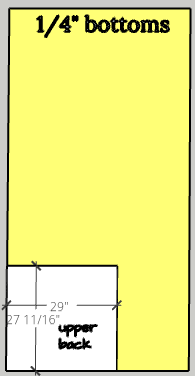 1/4" bottoms
29"
27 11/16"
upper
back